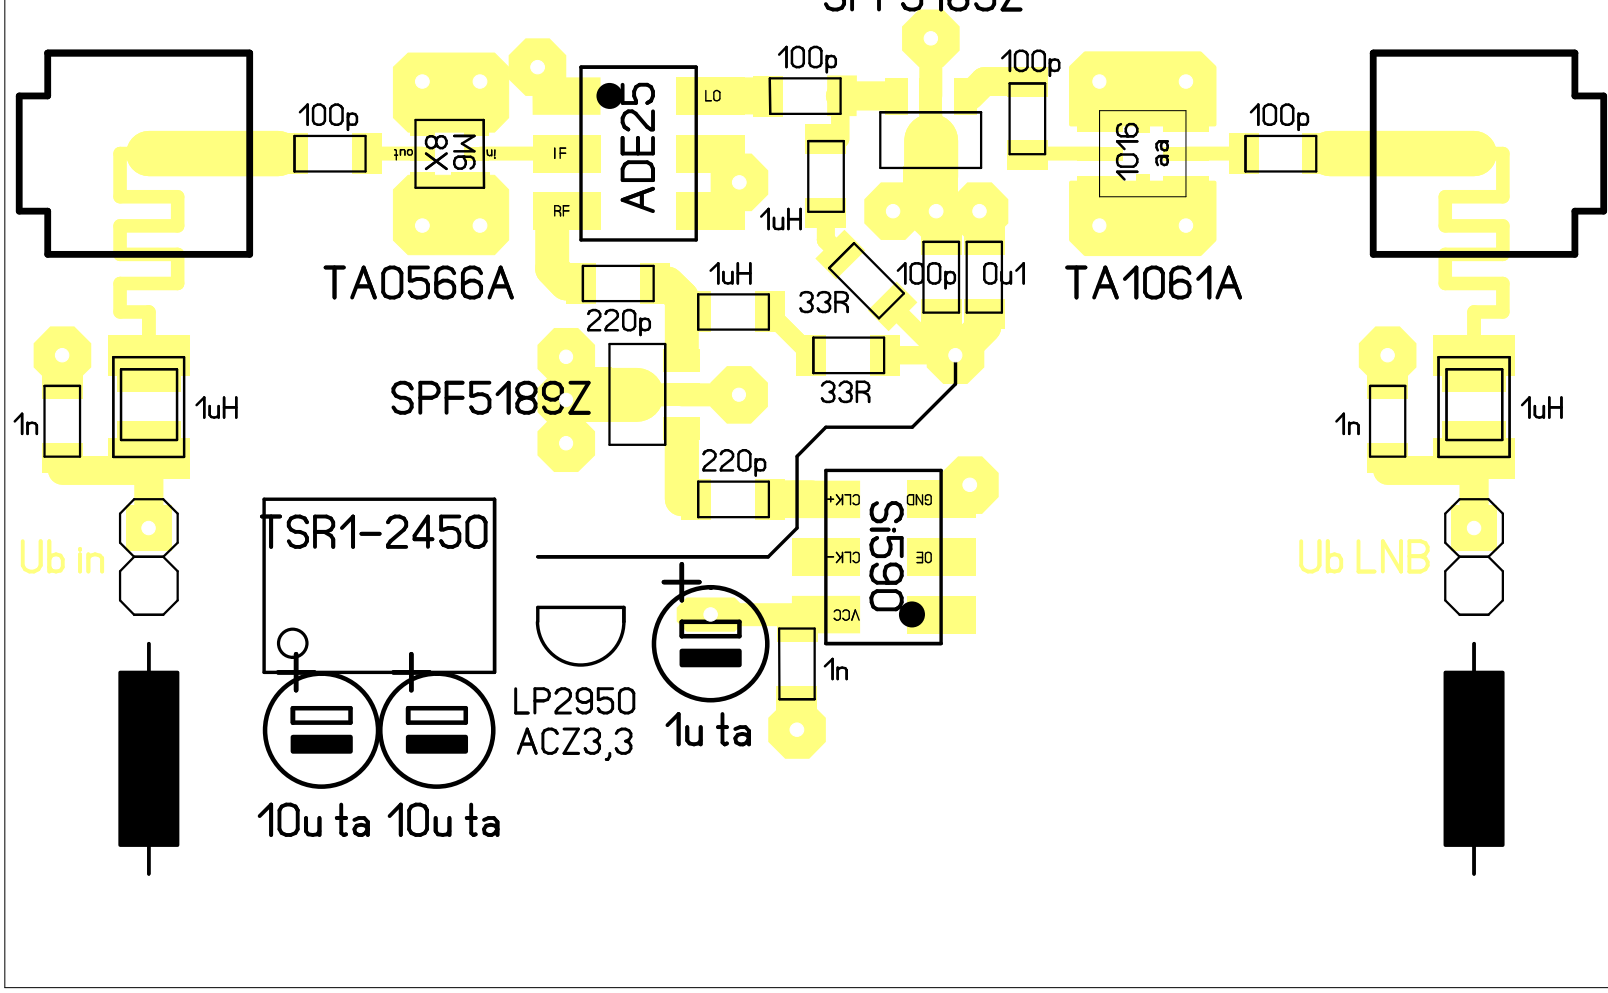 SPF5189Z
100p
100p
100p
100p
LO
ADE25
IF
RF
out
M6
8X
in
1016
aa
1uH
TA0566A
1uH
100p
0u1
TA1061A
33R
220p
SPF5189Z
33R
1n
1uH
1n
1uH
220p
CLK+
GND
Si590
CLK-
OE
VCC
TSR1-2450
Ub in
Ub LNB
+
+
+
LP2950
ACZ3,3
1u ta
1n
10u ta
10u ta